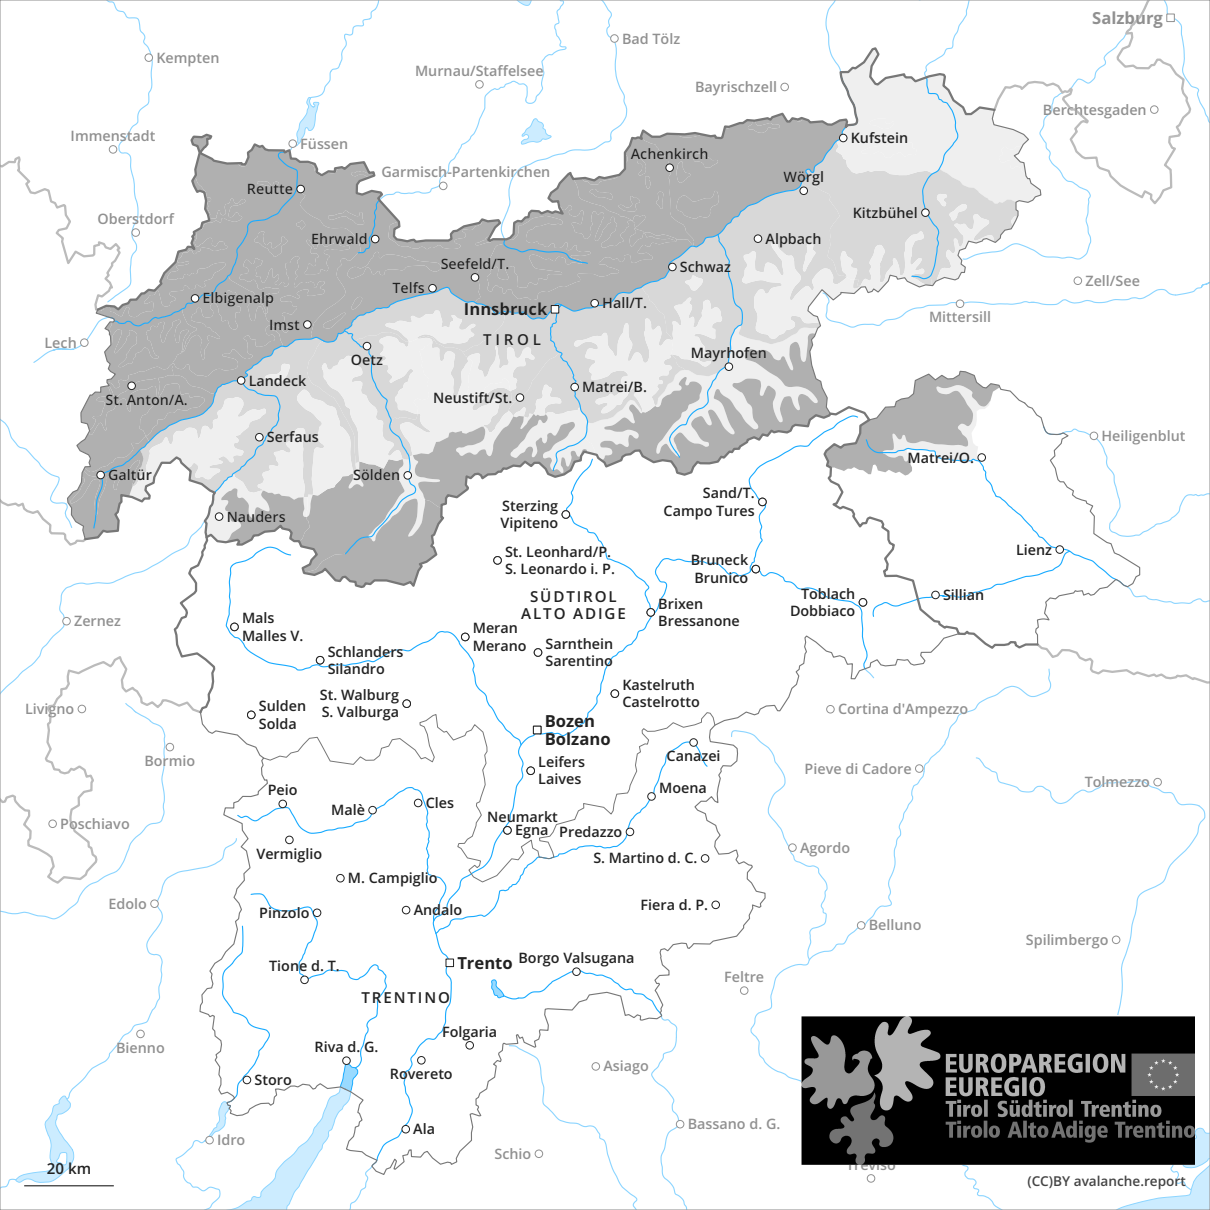 Salzburg
Kempten
Bad Tölz
Murnau/Staffelsee
Bayrischzell
Berchtesgaden
Immenstadt
Füssen
Kufstein
Achenkirch
Garmisch-Partenkirchen
Wörgl
Reutte
Oberstdorf
Kitzbühel
Ehrwald
Alpbach
Seefeld/T.
Schwaz
Zell/See
Telfs
Elbigenalp
Innsbruck
Hall/T.
Mittersill
Imst
TIROL
Lech
Oetz
Mayrhofen
Landeck
Matrei/B.
St. Anton/A.
Neustift/St.
Serfaus
Heiligenblut
Matrei/O.
Galtür
Sölden
Sand/T.
Campo Tures
Sterzing
Vipiteno
Nauders
St. Leonhard/P.
S. Leonardo i. P.
Lienz
Bruneck
Brunico
SÜDTIROL
ALTO ADIGE
Toblach
Dobbiaco
Sillian
Brixen
Bressanone
Zernez
Mals
Malles V.
Meran
Merano
Sarnthein
Sarentino
Schlanders
Silandro
Kastelruth
Castelrotto
St. Walburg
S. Valburga
Sulden
Solda
Livigno
Cortina d'Ampezzo
Bozen
Bolzano
Bormio
Canazei
Leifers
Laives
Pieve di Cadore
Tolmezzo
Peio
Moena
Malè
Cles
Neumarkt
Egna
Predazzo
Poschiavo
Vermiglio
S. Martino d. C.
Agordo
M. Campiglio
Edolo
Pinzolo
Andalo
Fiera d. P.
Belluno
Spilimbergo
Trento
Borgo Valsugana
Tione d. T.
Feltre
TRENTINO
Folgaria
Bienno
Riva d. G.
Rovereto
Asiago
Storo
EUROPAREGION
EUREGIO
Tirol Südtirol Trentino
Tirolo Alto Adige Trentino
Bassano d. G.
Ala
Idro
Schio
Treviso
20 km
(CC)BY avalanche.report